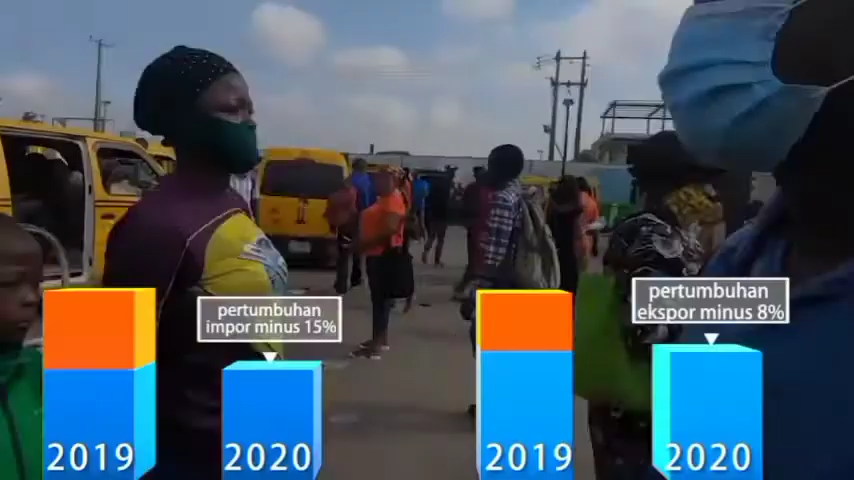 pertumbuhan
impor minus 15%
pertumbuhan
ekspor minus 8%
2019
2020
2019
2020